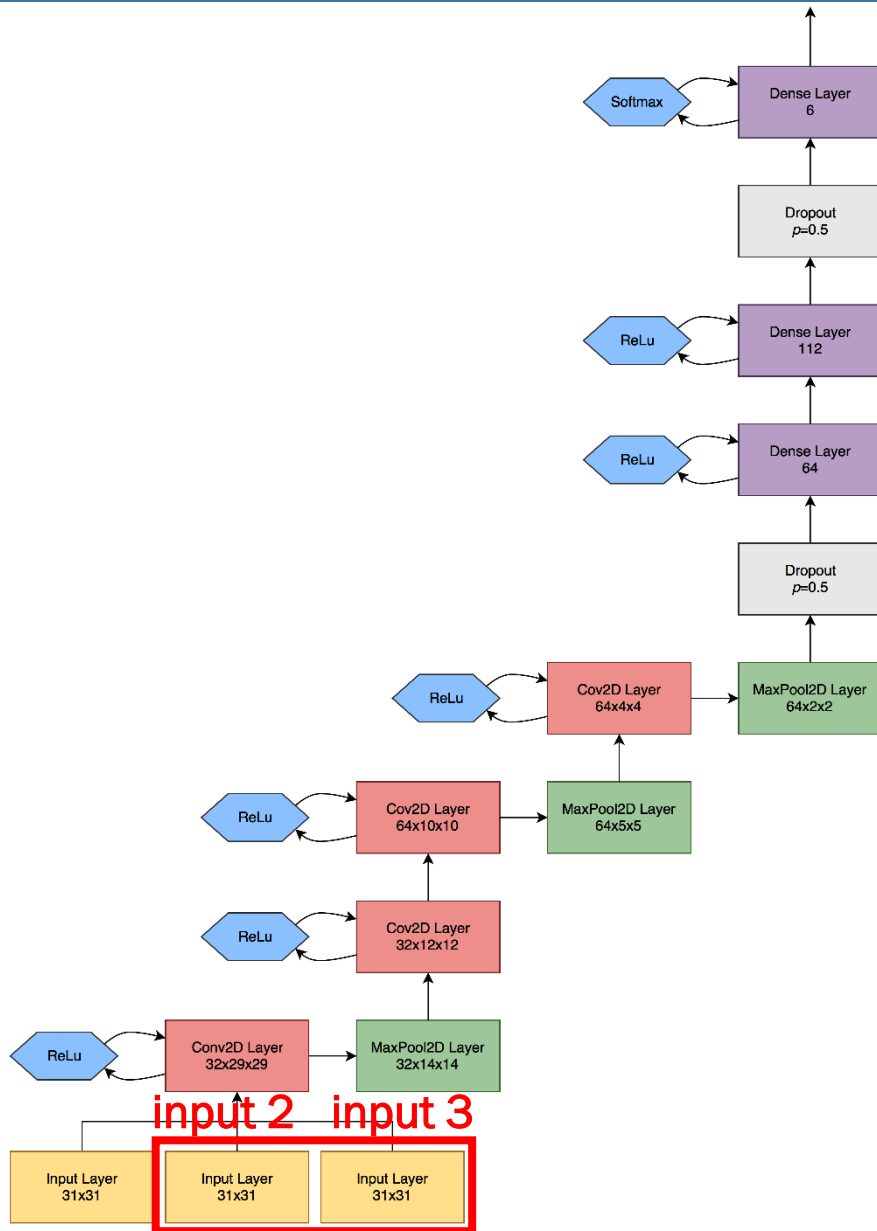 Softmax
Dense Layer
6
Dropout
p=0.5
ReLu
Dense Layer
112
ReLu
Dense Layer
64
Dropout
p=0.5
ReLu
Cov2D Layer
64x4x4
MaxPool2D Layer
64x2x2
ReLu
Cov2D Layer
64x10x10
MaxPool2D Layer
64x5x5
ReLu
Cov2D Layer
32x12x12
ReLu
Conv2D Layer
32x29x29
MaxPool2D Layer
32x14x14
input 2
input 3
Input Layer
31x31
Input Layer
31x31
Input Layer
31x31